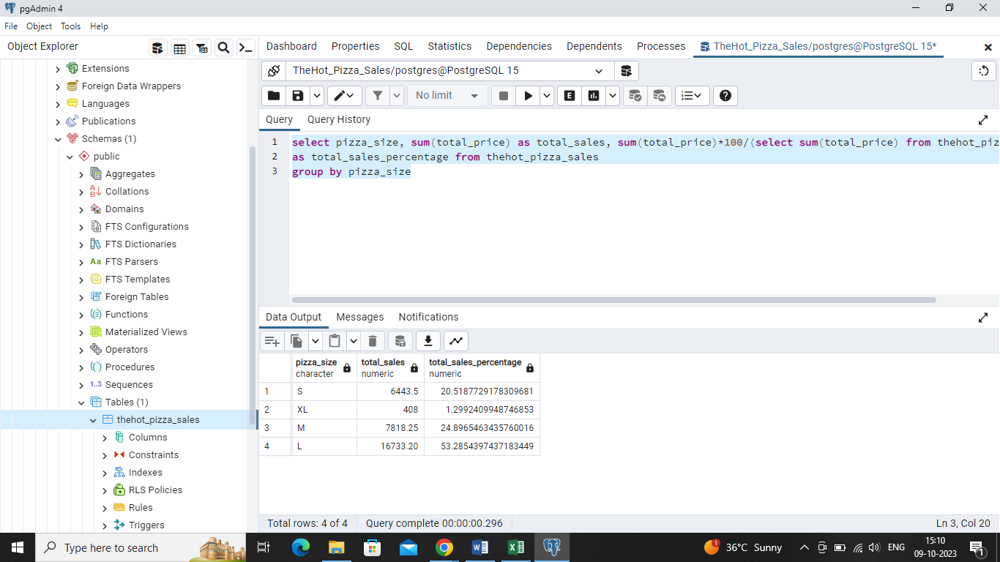 pgAdmin 4
File Object Tools Help
Object Explorer
Dashboard Properties SQL Statistics Dependencies Dependents Processes TheHot_Pizza_Sales/postgres@PostgreSQL 15*
Extensions
Foreign Data Wrappers
Languages
Publications
Schemas (1)
public
Aggregates
Collations
Domains
FTS Configurations
FTS Dictionaries
Aa FTS Parsers
FTS Templates
Foreign Tables
Functions
Materialized Views
Operators
Procedures
1..3 Sequences
Tables (1)
thehot_pizza_sales
Columns
Constraints
Indexes
RLS Policies
Rules
Triggers
TheHot_Pizza_Sales/postgres@PostgreSQL 15
No limit
E
Query Query History
1 select pizza_size, sum(total_price) as total_sales, sum(total_price)*100/(select sum(total_price) from thehot_piz
2 as total_sales_percentage from thehot_pizza_sales
3 group by pizza_size
Data Output Messages Notifications
pizza_size total_sales total_sales_percentage
character numeric numeric
1 S 6443.5 20.5187729178309681
2 XL 408 1.2992409948746853
3 M 7818.25 24.8965463435760016
4 L 16733.20 53.2854397437183449
Total rows: 4 of 4 Query complete 00:00:00.296 Ln 3, Col 20
Type here to search
1 36°C Sunny
ENG
15:10
09-10-2023
1